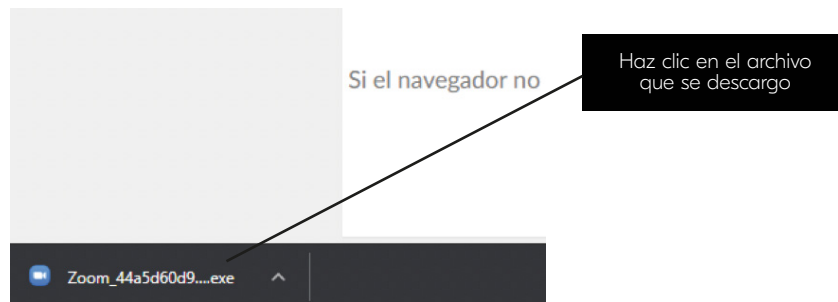 Si el navegador no
Haz clic en el archivo
que se descargo
Zoom_44a5d60d9....exe